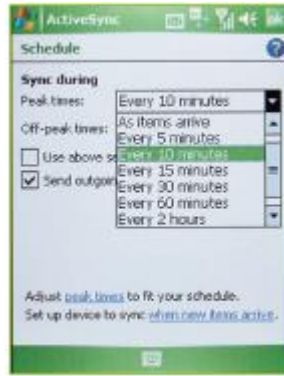 ActiveSync
Schedule
Sync during
Peak times: Every 10 minutes
As items arrive
Off-peak times: Every 5 minutes
Use above se Every 10 minutes
Every 15 minutes
Send outgoin Every 30 minutes
Every 60 minutes
Every 2 hours
Adjust peak times to fit your schedule.
Set up device to sync when new items arrive.